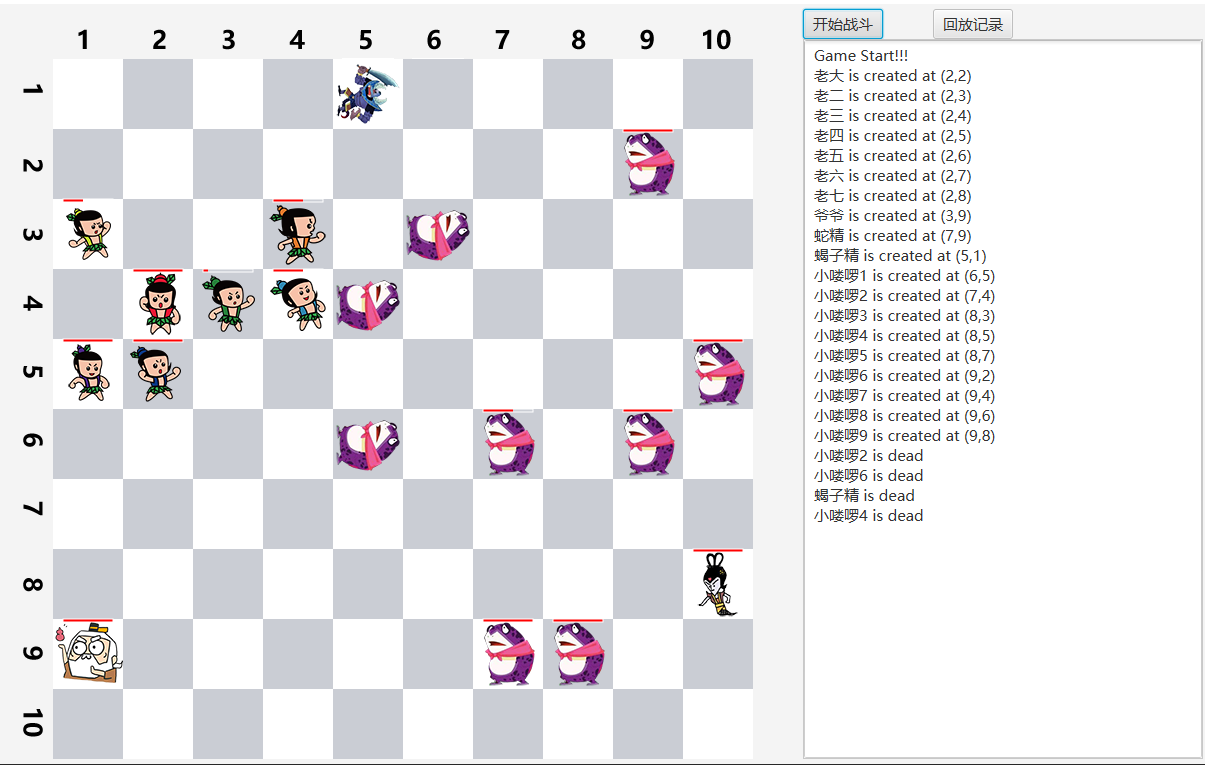 开始战斗 回放记录
1 2 3 4 5 6 7 8 9 10
1
2
3
4
5
6
7
8
9
10
Game Start!!!
老大 is created at (2,2)
老二 is created at (2,3)
老三 is created at (2,4)
老四 is created at (2,5)
老五 is created at (2,6)
老六 is created at (2,7)
老七 is created at (2,8)
爷爷 is created at (3,9)
蛇精 is created at (7,9)
蝎子精 is created at (5,1)
小喽啰1 is created at (6,5)
小喽啰2 is created at (7,4)
小喽啰3 is created at (8,3)
小喽啰4 is created at (8,5)
小喽啰5 is created at (8,7)
小喽啰6 is created at (9,2)
小喽啰7 is created at (9,4)
小喽啰8 is created at (9,6)
小喽啰9 is created at (9,8)
小喽啰2 is dead
小喽啰6 is dead
蝎子精 is dead
小喽啰4 is dead